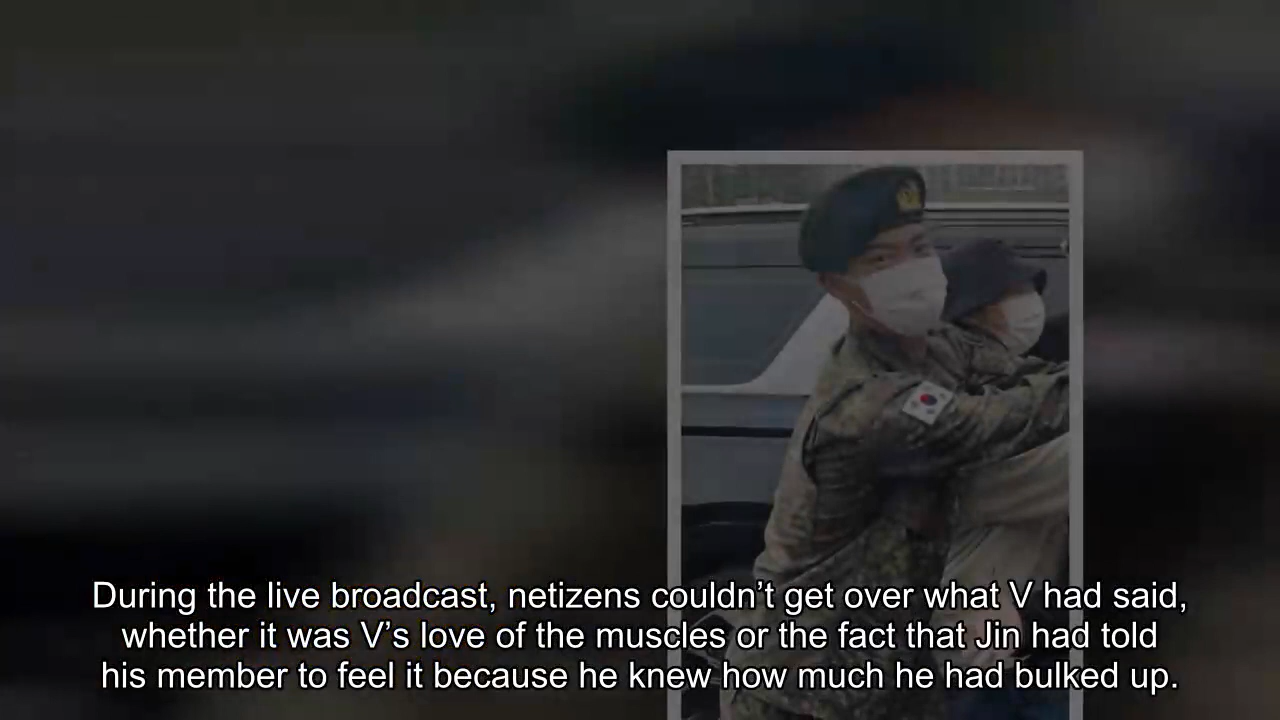 During the live broadcast, netizens couldn’t get over what V had said,
whether it was V’s love of the muscles or the fact that Jin had told
his member to feel it because he knew how much he had bulked up.